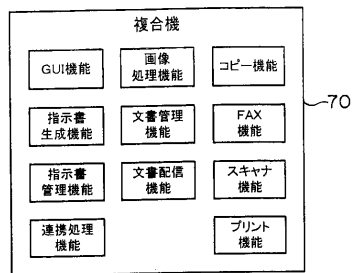 複合機
GUI機能
画像
処理機能
コピー機能
指示書
生成機能
文書管理
機能
FAX
機能
70
指示書
管理機能
文書配信
機能
スキャナ
機能
連携処理
機能
プリント
機能